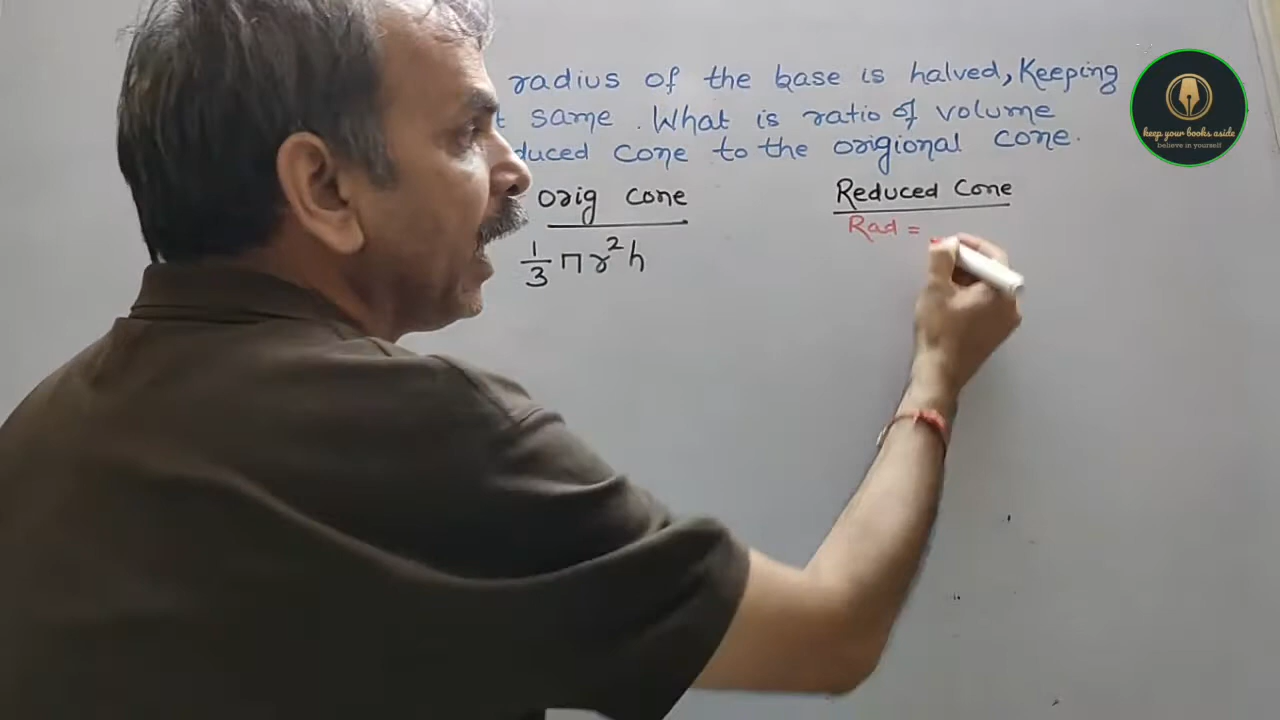 radius of the base is halved, Keeping
t same. What is ratio of volume
duced cone to the origional cone.
orig cone
1/3 πr²h
Reduced Cone
Rad =
keep your books aside
believe in yourself